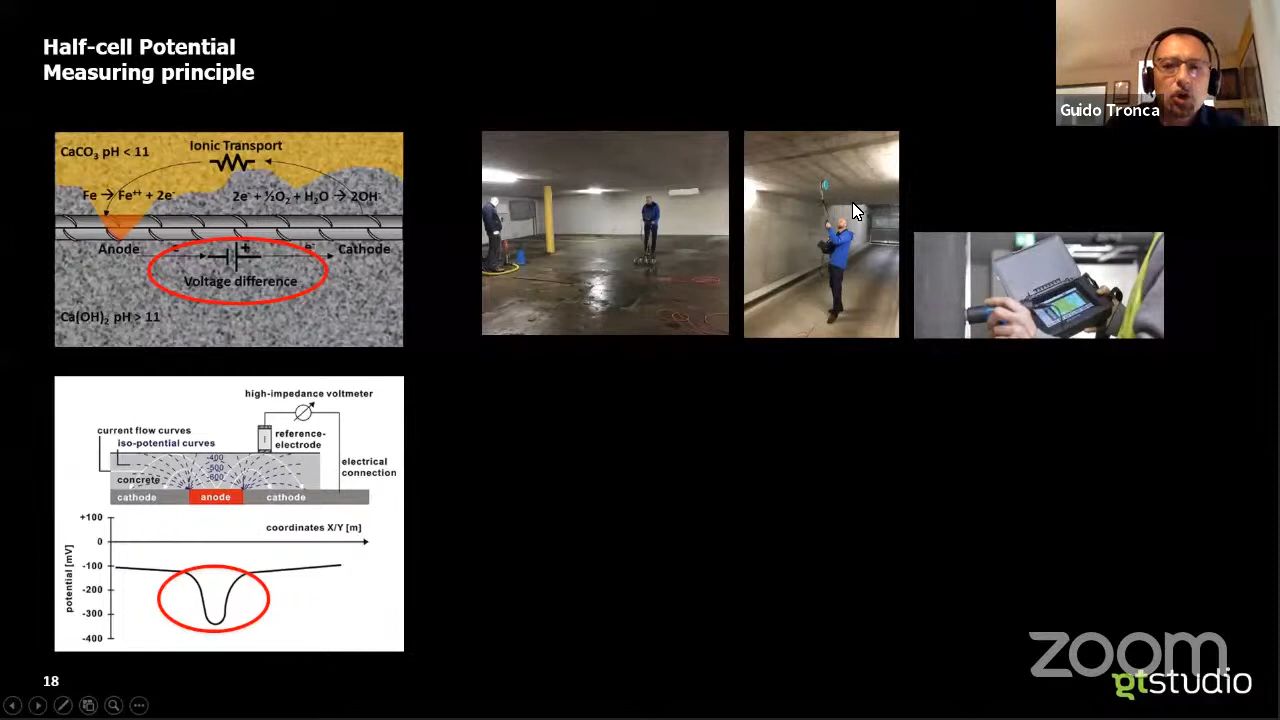 Half-cell Potential
Measuring principle
Guido Tronca
CaCO₃ pH < 11
Ionic Transport
Fe → Fe⁺⁺ + 2e⁻
2e⁻ + ½O₂ + H₂O → 2OH⁻
Anode
e⁻
Cathode
Voltage difference
Ca(OH)₂ pH > 11
high-impedance voltmeter
current flow curves
iso-potential curves
reference-
electrode
-400
-500
-600
electrical
connection
concrete
cathode
anode
cathode
+100
coordinates X/Y [m]
0
-100
potential [mV]
-200
-300
-400
zoom
gtstudio
18